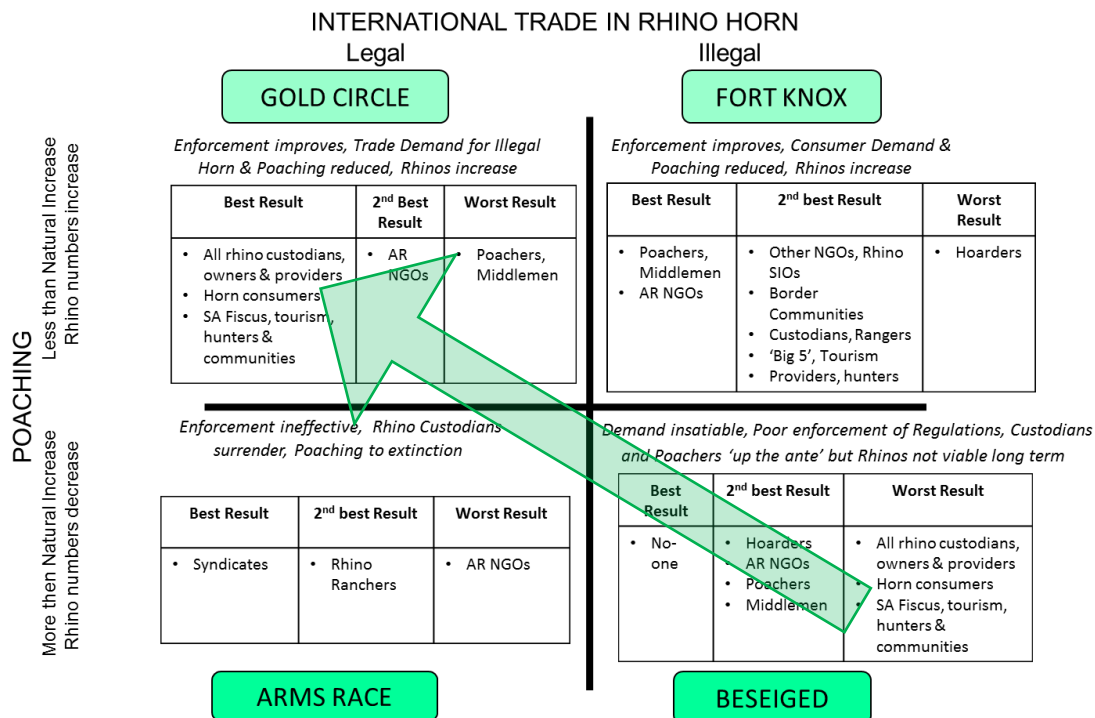 INTERNATIONAL TRADE IN RHINO HORN
Legal
Illegal
GOLD CIRCLE
FORT KNOX
POACHING
Less than Natural Increase
Rhino numbers increase
Enforcement improves, Trade Demand for Illegal
Horn & Poaching reduced, Rhinos increase
Best Result
2nd Best
Result
Worst Result
• All rhino custodians,
owners & providers
• Horn consumers
• SA Fiscus, tourism,
hunters &
communities
• AR
NGOs
• Poachers,
Middlemen
Enforcement improves, Consumer Demand &
Poaching reduced, Rhinos increase
Best Result
2nd best Result
Worst
Result
• Poachers,
Middlemen
• AR NGOs
• Other NGOs, Rhino
SIOs
• Border
Communities
• Custodians, Rangers
• 'Big 5', Tourism
• Providers, hunters
• Hoarders
More then Natural Increase
Rhino numbers decrease
Enforcement ineffective, Rhino Custodians
surrender, Poaching to extinction
Best Result
2nd best Result
Worst Result
• Syndicates
• Rhino
Ranchers
• AR NGOs
Demand insatiable, Poor enforcement of Regulations, Custodians
and Poachers 'up the ante' but Rhinos not viable long term
Best
Result
2nd best Result
Worst Result
• No-
one
• Hoarders
• AR NGOs
• Poachers
• Middlemen
• All rhino custodians,
owners & providers
• Horn consumers
• SA Fiscus, tourism,
hunters &
communities
ARMS RACE
BESEIGED